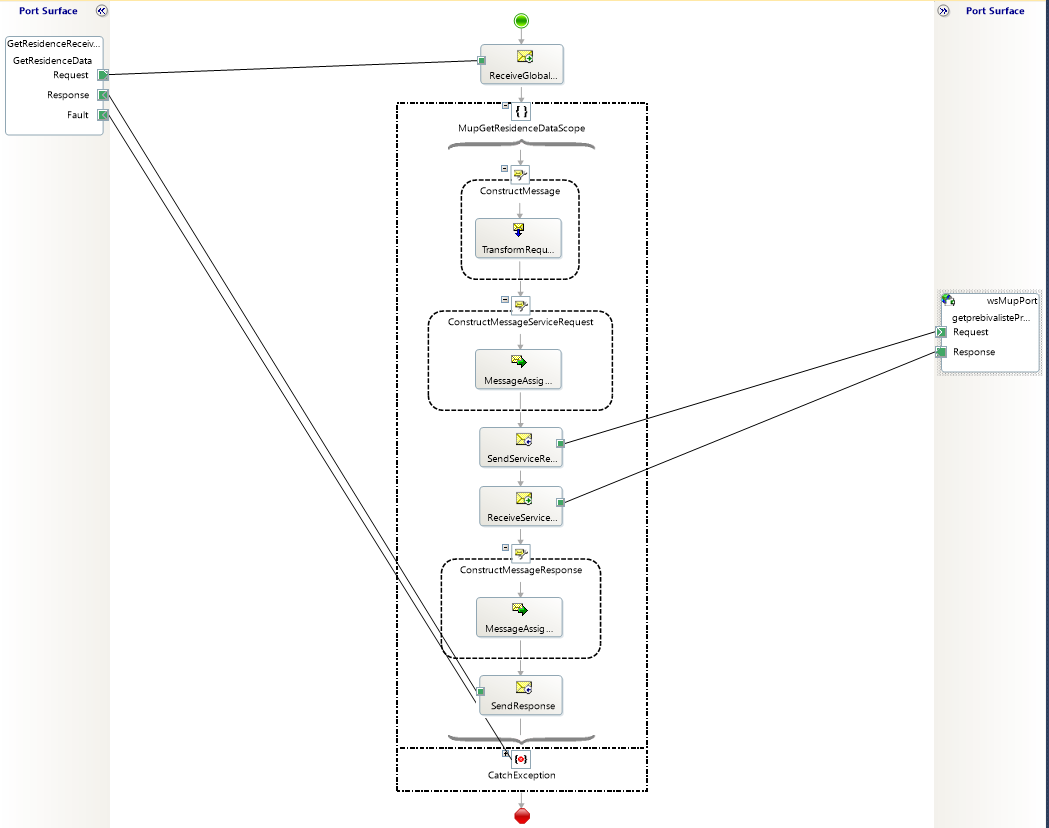 Port Surface
Port Surface
GetResidenceReceiv...
GetResidenceData
Request
Response
Fault
ReceiveGlobal...
MupGetResidenceDataScope
ConstructMessage
TransformRequ...
ConstructMessageServiceRequest
MessageAssig...
SendServiceRe...
ReceiveService...
ConstructMessageResponse
MessageAssig...
SendResponse
CatchException
wsMupPort
getprebivalistePr...
Request
Response